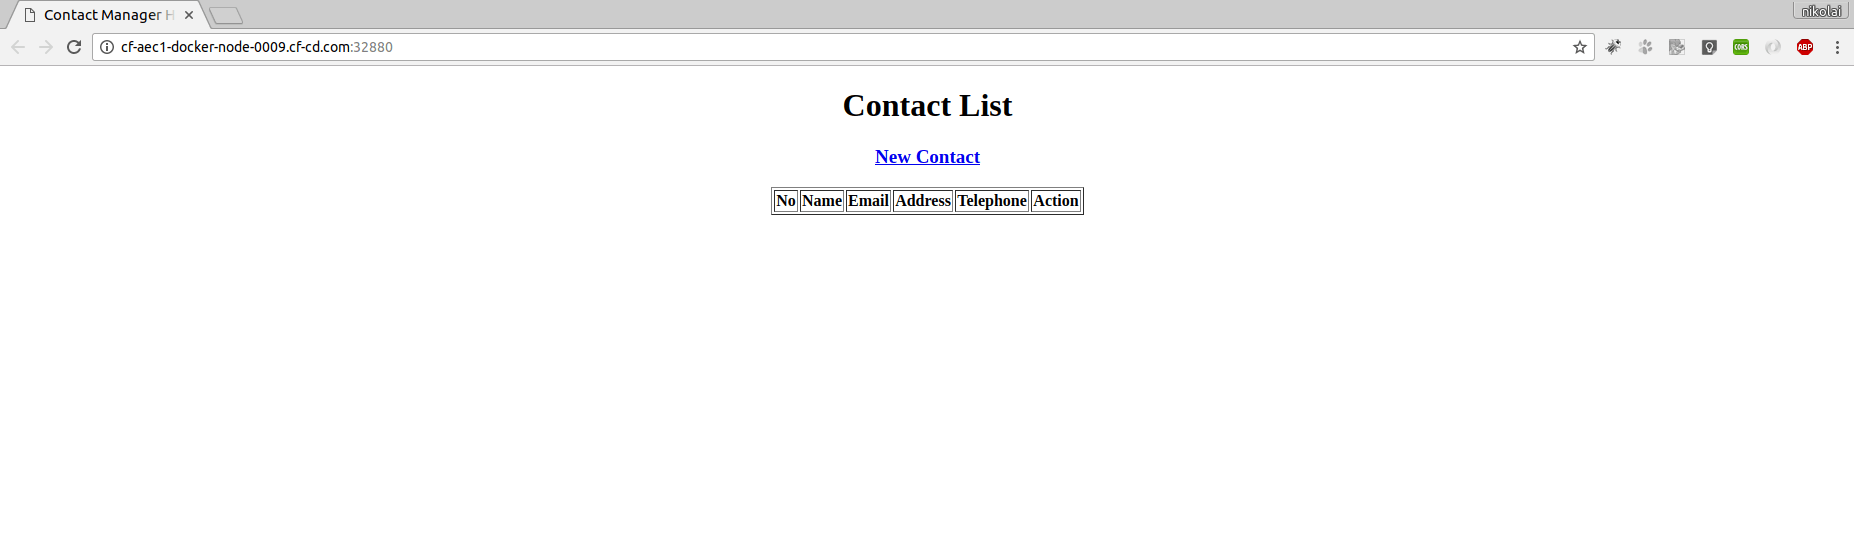 Contact Manager H
nikolai
cf-aec1-docker-node-0009.cf-cd.com:32880
CORS
ABP
Contact List
New Contact
No Name Email Address Telephone Action